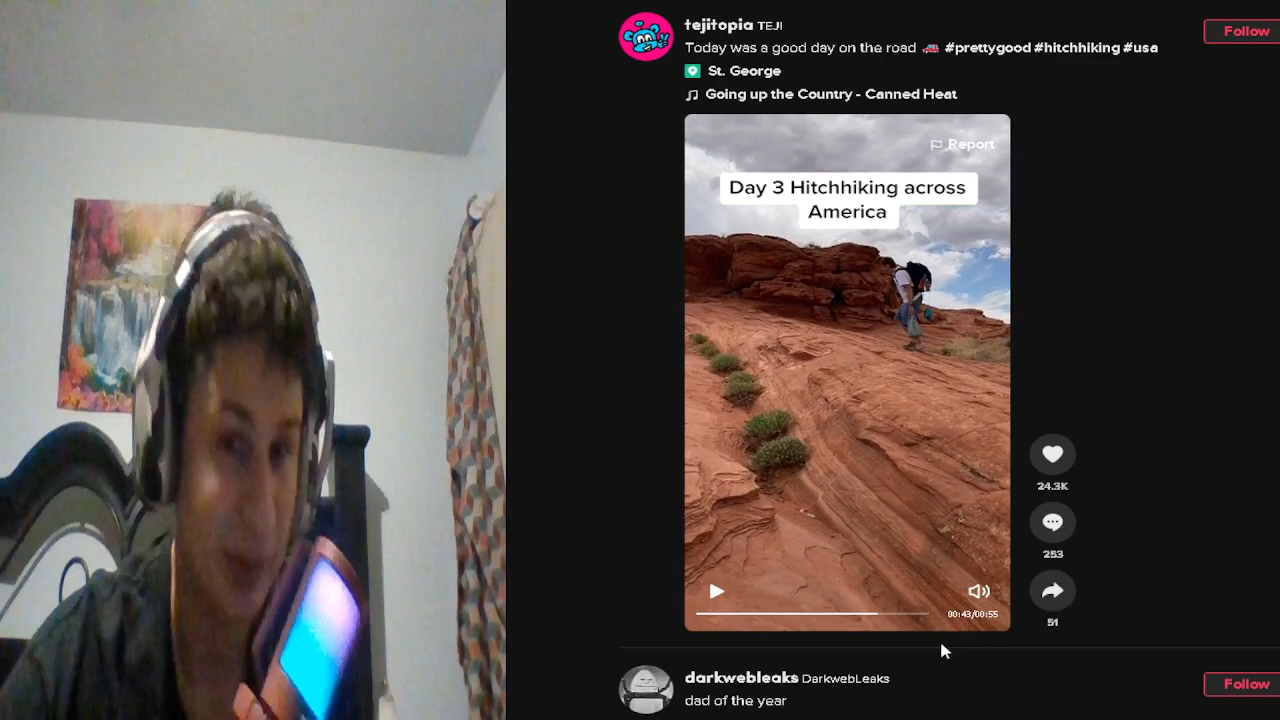 tejitopia TEJI
Follow
Today was a good day on the road #prettygood #hitchhiking #usa
St. George
Going up the Country - Canned Heat
Report
Day 3 Hitchhiking across
America
24.3K
253
00:43/00:55
51
darkwebleaks DarkwebLeaks
Follow
dad of the year